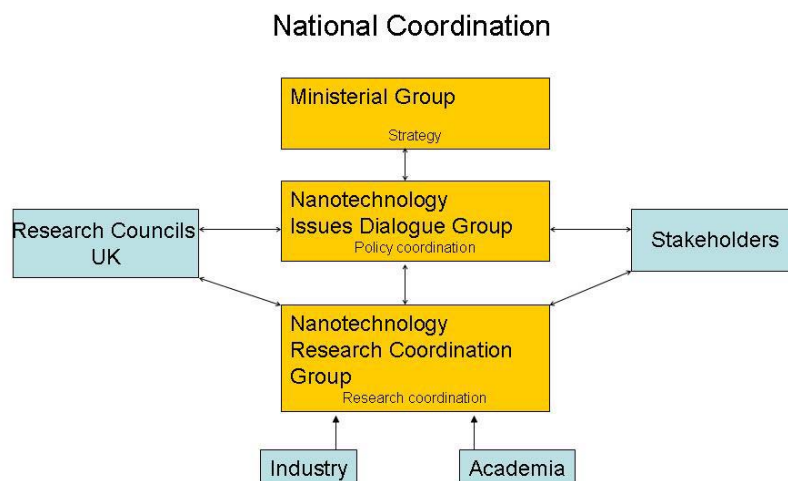 National Coordination
Ministerial Group
Strategy
Nanotechnology
Issues Dialogue Group
Policy coordination
Research Councils
UK
Stakeholders
Nanotechnology
Research Coordination
Group
Research coordination
Industry
Academia